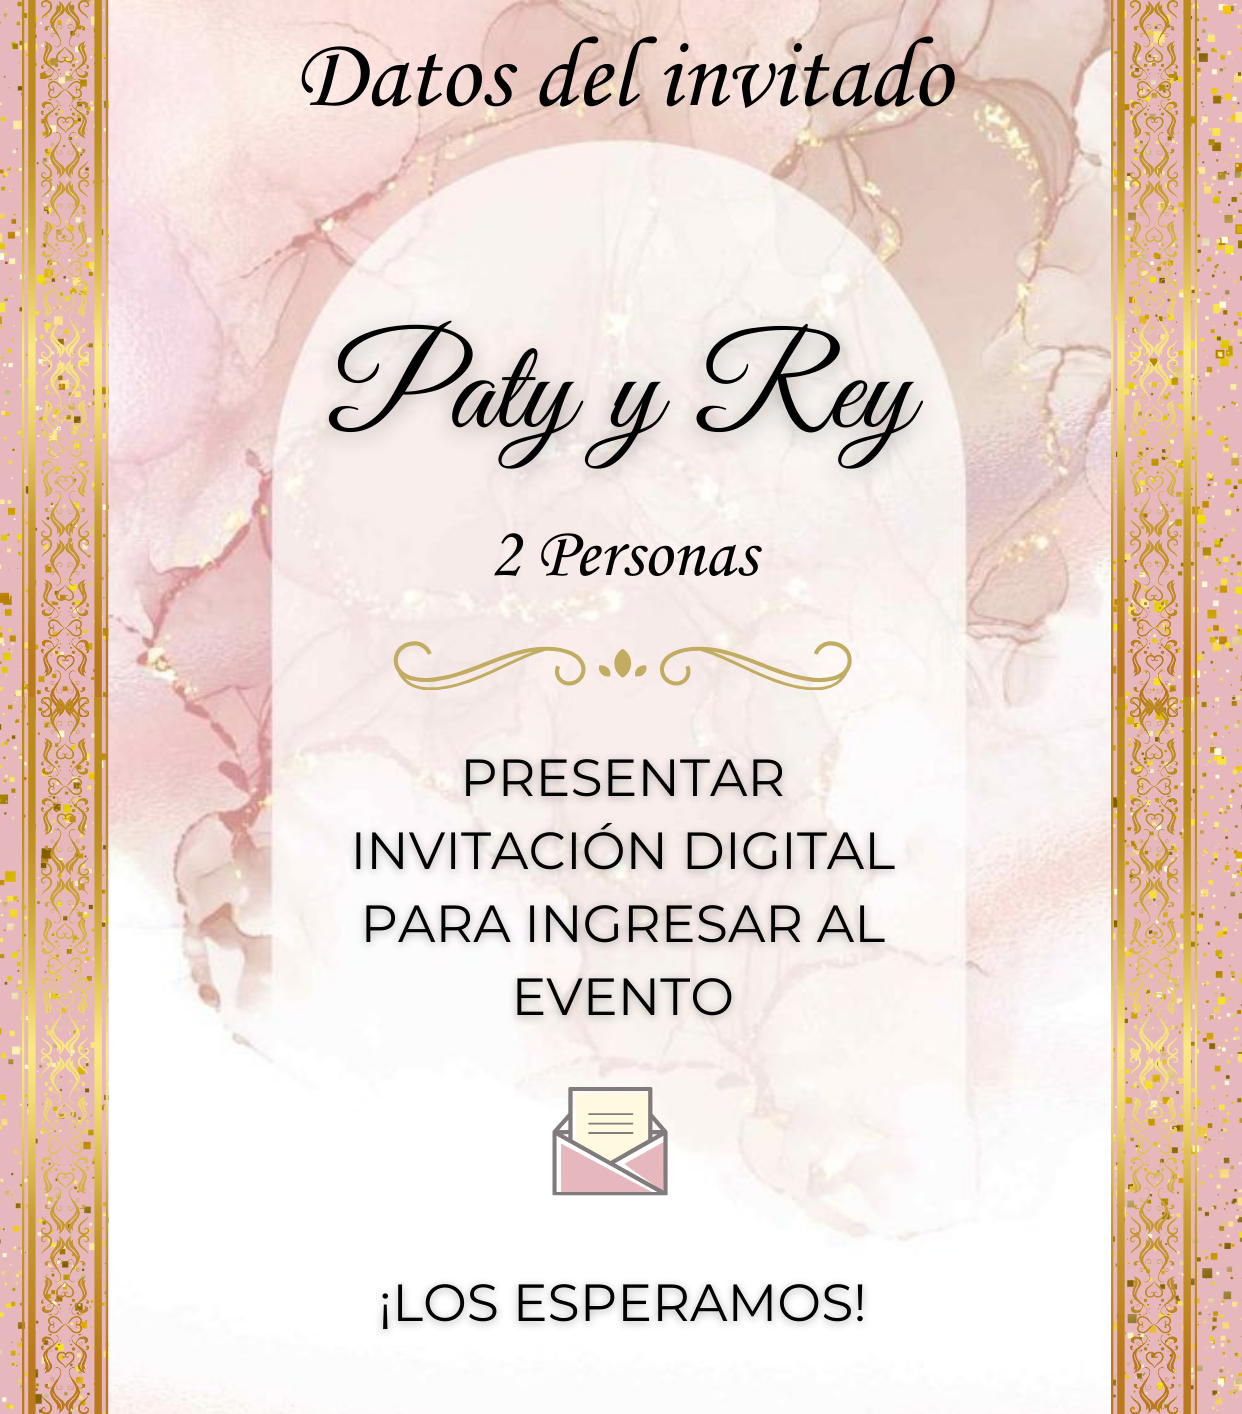 Datos del invitado
Paty y Rey
2 Personas
PRESENTAR
INVITACIÓN DIGITAL
PARA INGRESAR AL
EVENTO
¡LOS ESPERAMOS!